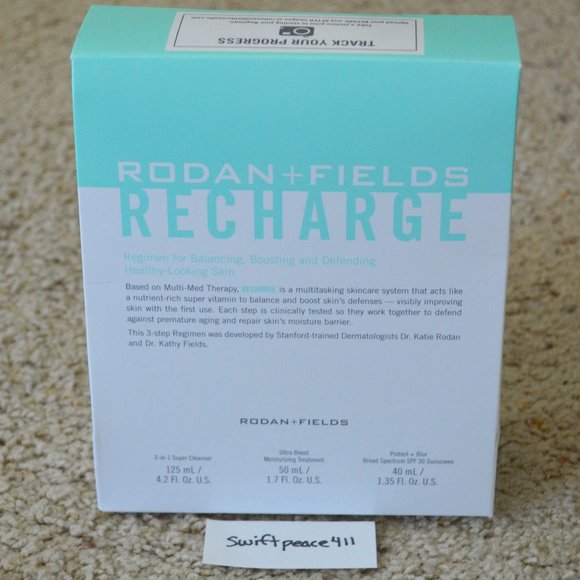 TRACK YOUR PROGRESS
RODAN+FIELDS
RECHARGE
Regimen for Balancing, Boosting and Defending
Healthy-Looking Skin
Based on Multi-Med Therapy, RECHARGE is a multitasking skincare system that acts like
a nutrient-rich super vitamin to balance and boost skin's defenses — visibly improving
skin with the first use. Each step is clinically tested so they work together to defend
against premature aging and repair skin's moisture barrier.
This 3-step Regimen was developed by Stanford-trained Dermatologists Dr. Katie Rodan
and Dr. Kathy Fields.
RODAN+FIELDS
3-in-1 Super Cleanser
125 mL /
4.2 Fl. Oz. U.S.
Ultra Boost
Moisturizing Treatment
50 mL /
1.7 Fl. Oz. U.S.
Protect + Blur
Broad Spectrum SPF 30 Sunscreen
40 mL /
1.35 Fl. Oz. U.S.
swiftpeace411